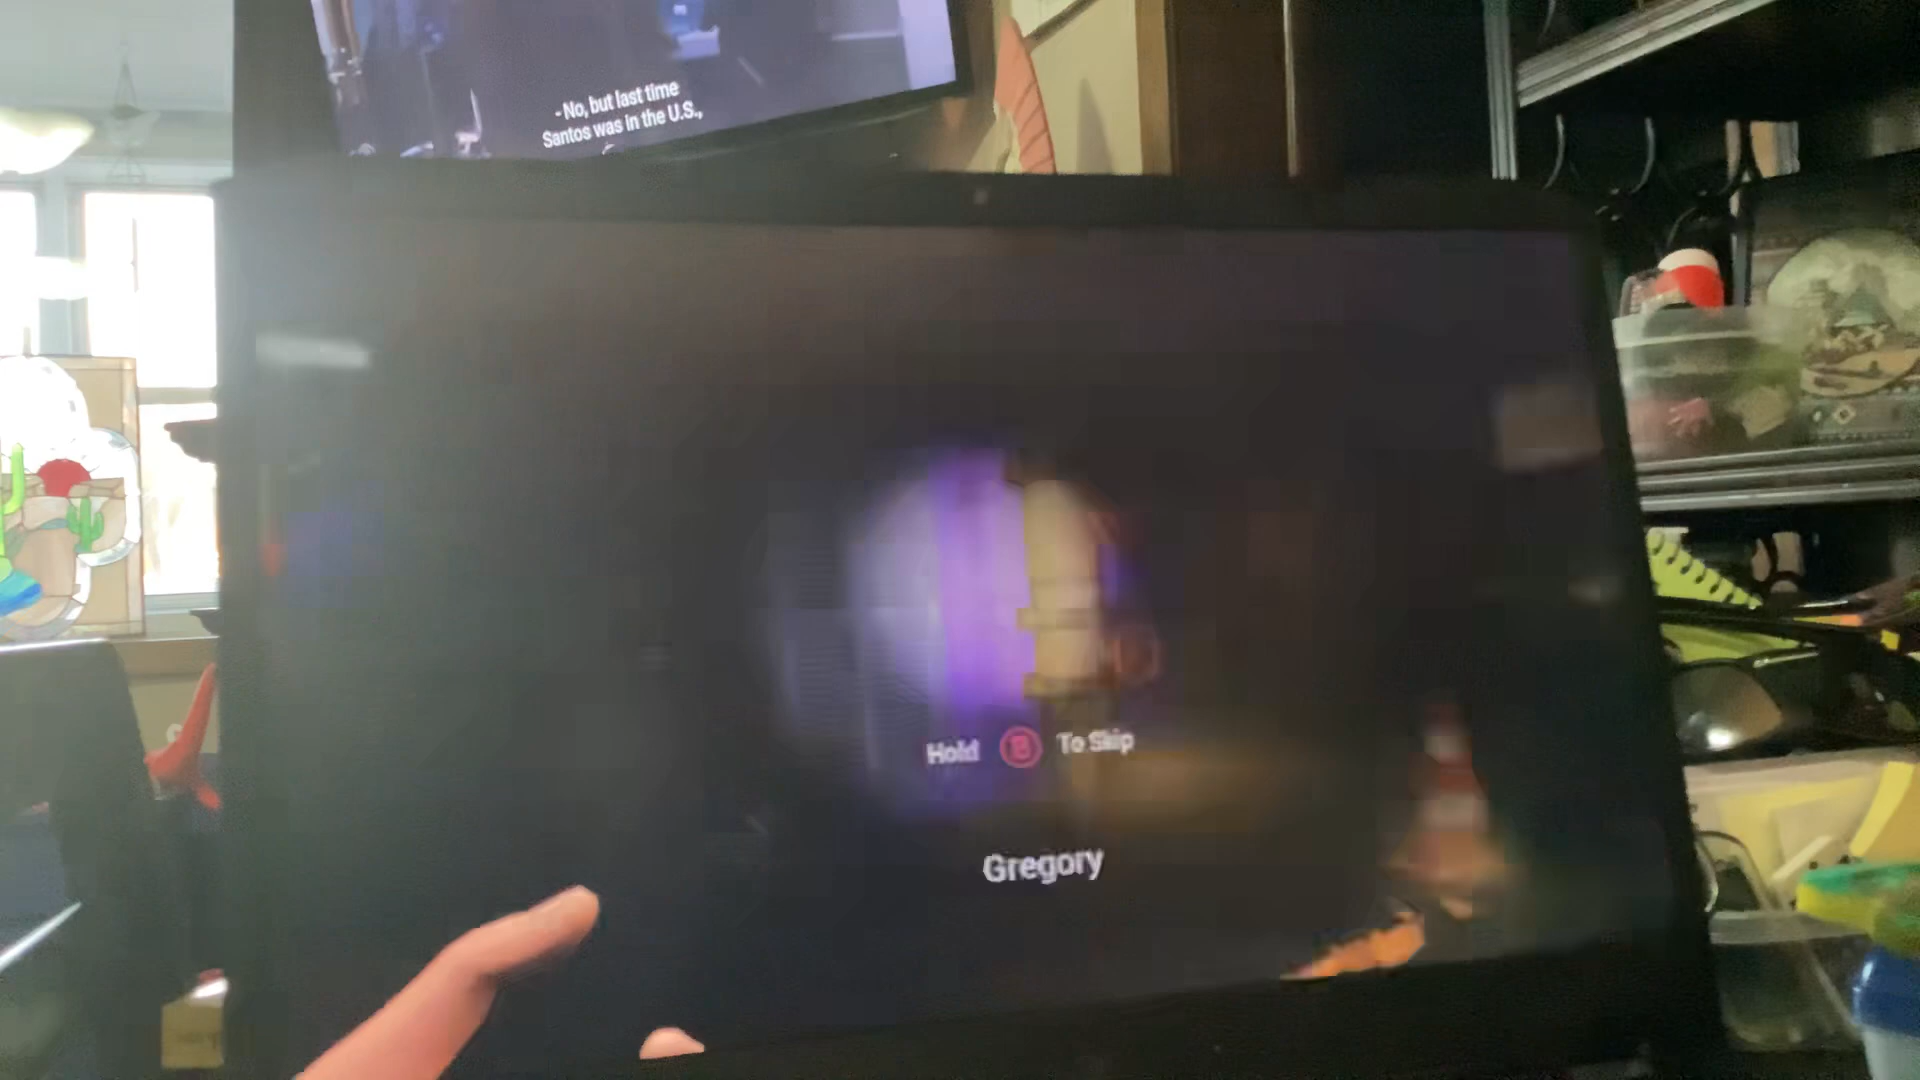 - No, but last time
Santos was in the U.S.,
Hold B To Skip
Gregory